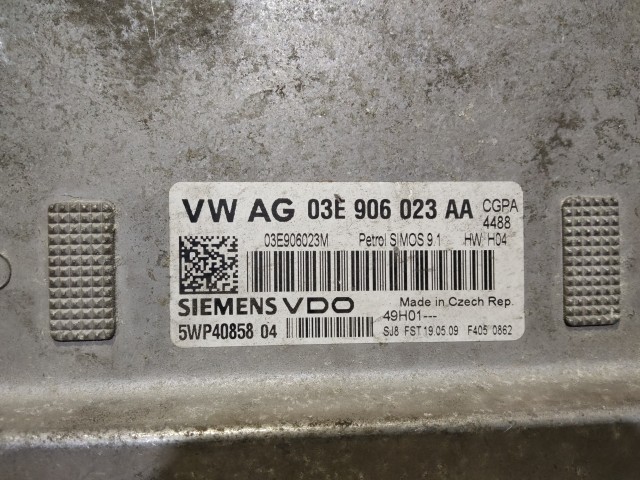 VW AG 03E 906 023 AA CGPA
4488
03E906023M Petrol SIMOS 9.1 HW H04
SIEMENS VDO Made in Czech Rep.
49H01---
5WP40858 04 SJ8 FST 19.05.09 F405 0862